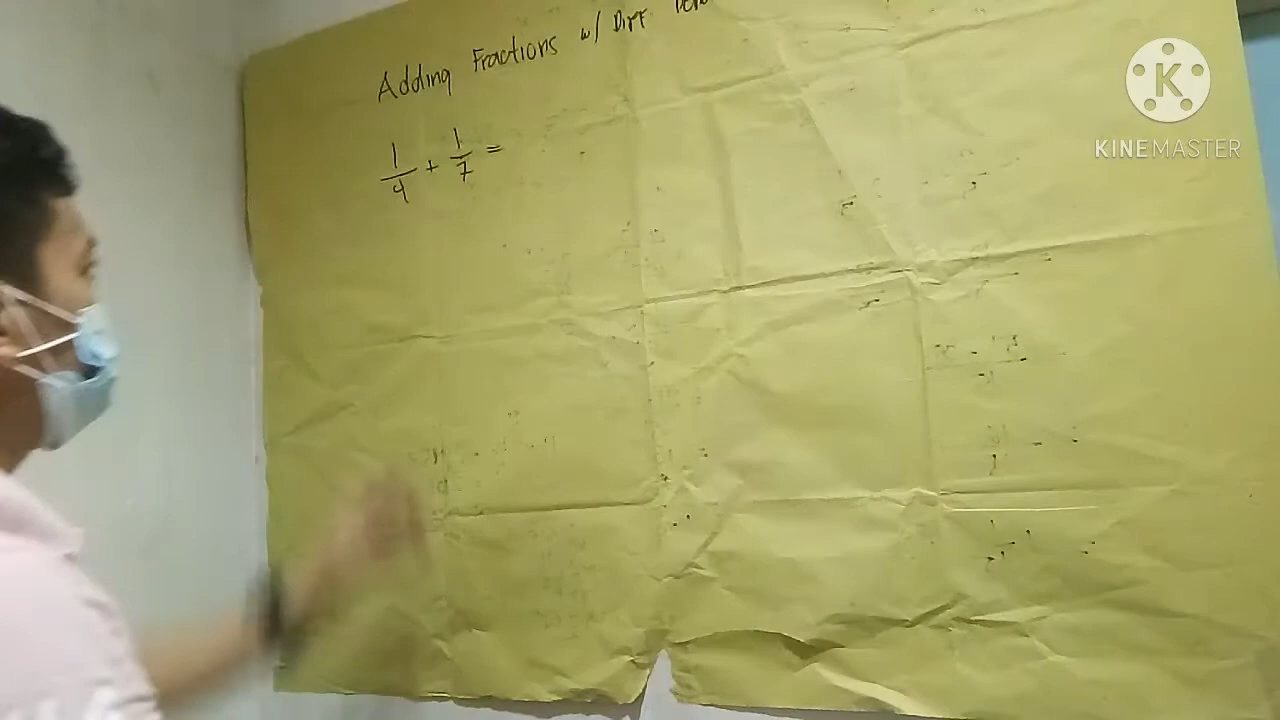 Adding Fractions w/ Diff
1/4 + 1/7 =
K
KINEMASTER